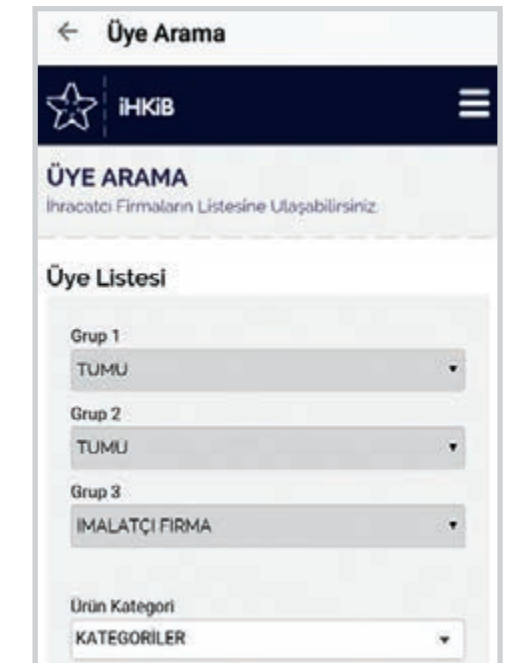 Üye Arama
iHKiB
ÜYE ARAMA
İhracatcı Firmaların Listesine Ulaşabilirsiniz.
Üye Listesi
Grup 1
TUMU
Grup 2
TUMU
Grup 3
IMALATÇI FIRMA
Ürün Kategori
KATEGORİLER